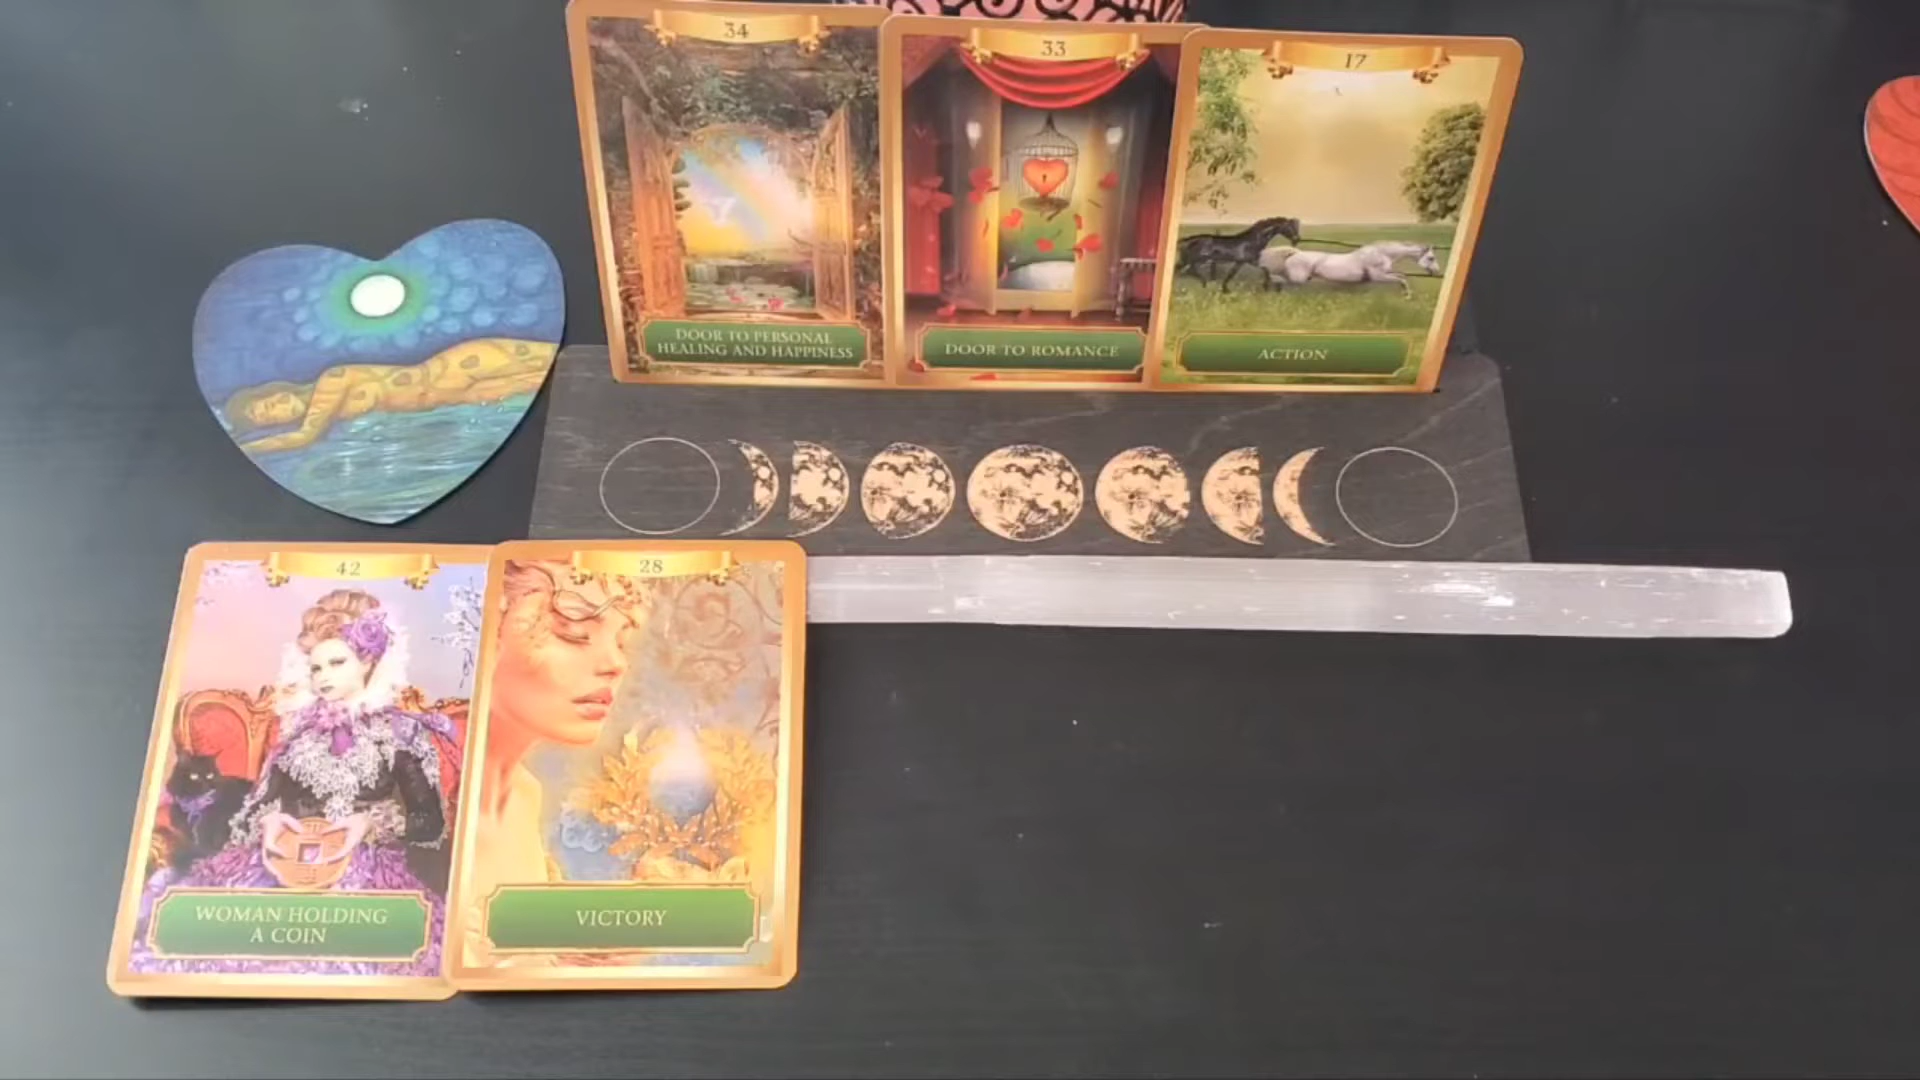 34
DOOR TO PERSONAL
HEALING AND HAPPINESS
33
DOOR TO ROMANCE
17
ACTION
42
WOMAN HOLDING
A COIN
28
VICTORY